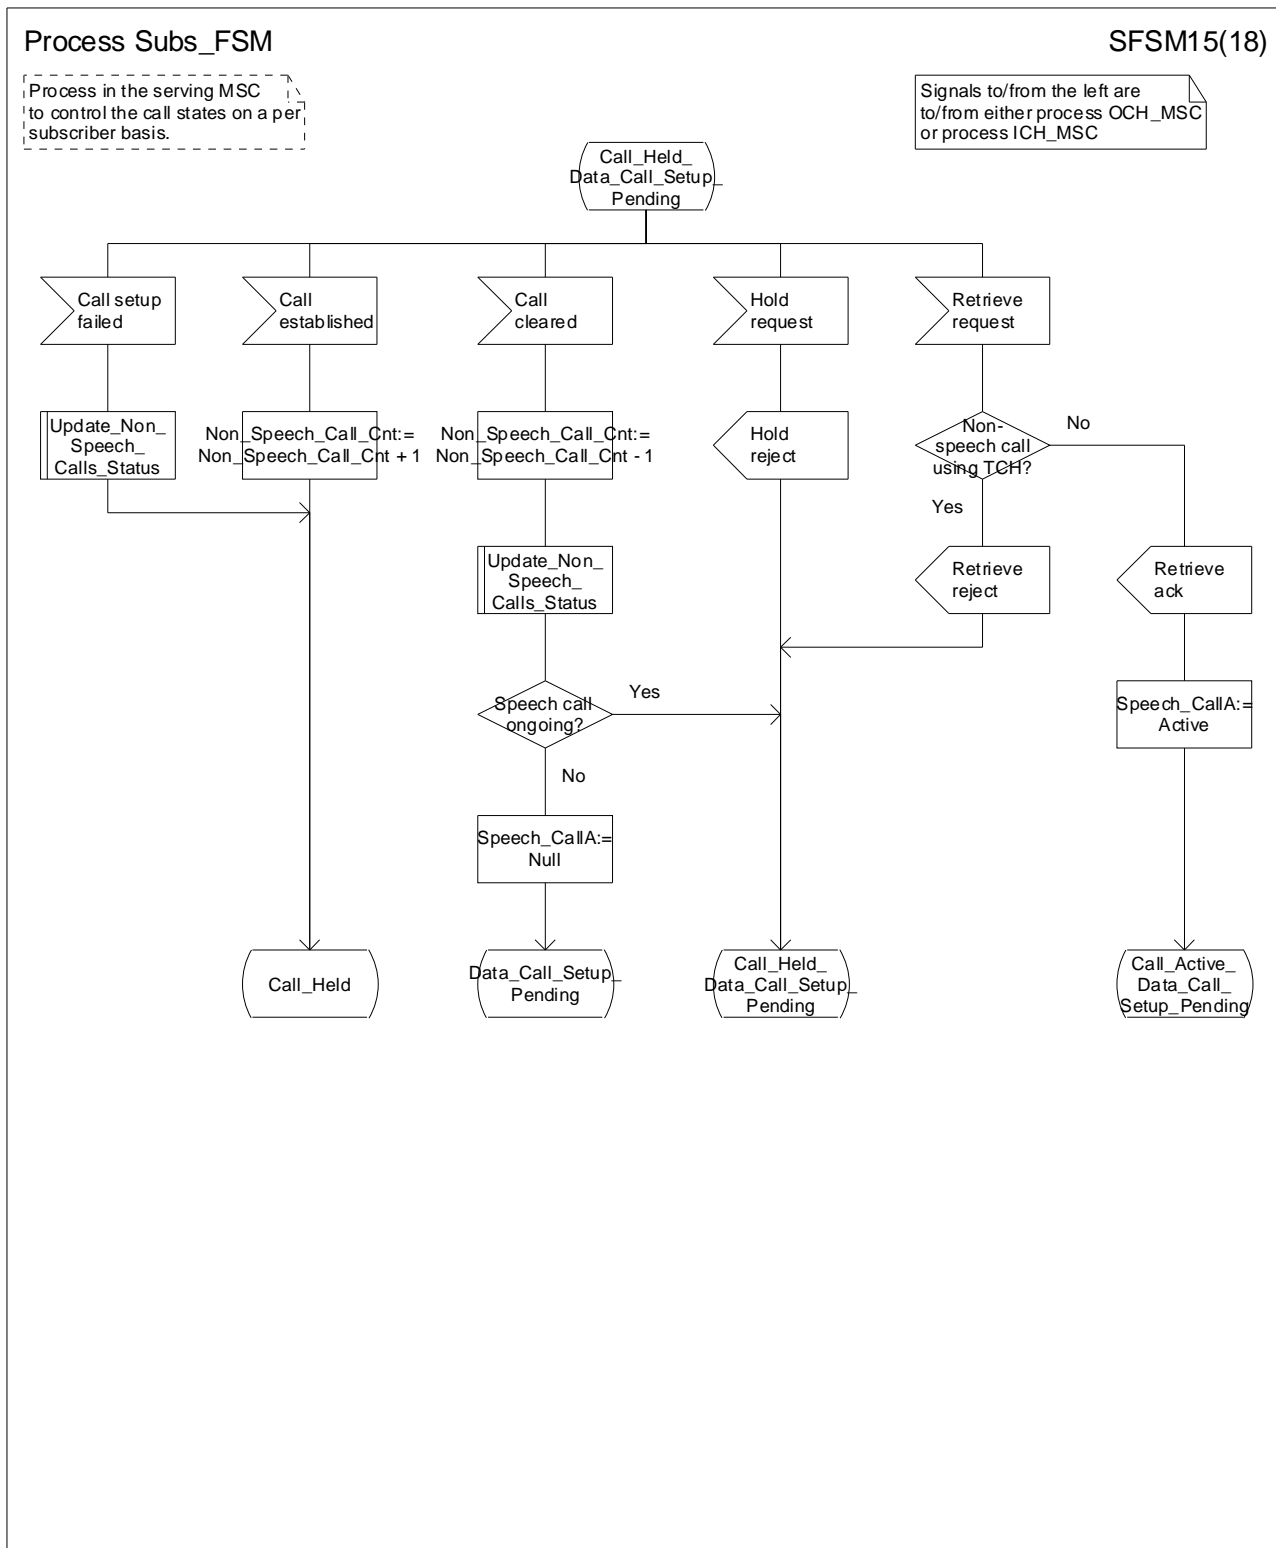 Process Subs_FSM
SFSM15(18)
Process in the serving MSC
to control the call states on a per
subscriber basis.
Signals to/from the left are
to/from either process OCH_MSC
or process ICH_MSC
Call_Held_
Data_Call_Setup_
Pending
Call setup
failed
Call
established
Call
cleared
Hold
request
Retrieve
request
Update_Non_
Speech_
Calls_Status
Non_Speech_Call_Cnt:=
Non_Speech_Call_Cnt + 1
Non_Speech_Call_Cnt:=
Non_Speech_Call_Cnt - 1
Hold
reject
Non-
speech call
using TCH?
No
Yes
Update_Non_
Speech_
Calls_Status
Retrieve
reject
Retrieve
ack
Speech call
ongoing?
Yes
No
Speech_CallA:=
Active
Speech_CallA:=
Null
Call_Held
Data_Call_Setup_
Pending
Call_Held_
Data_Call_Setup_
Pending
Call_Active_
Data_Call_
Setup_Pending